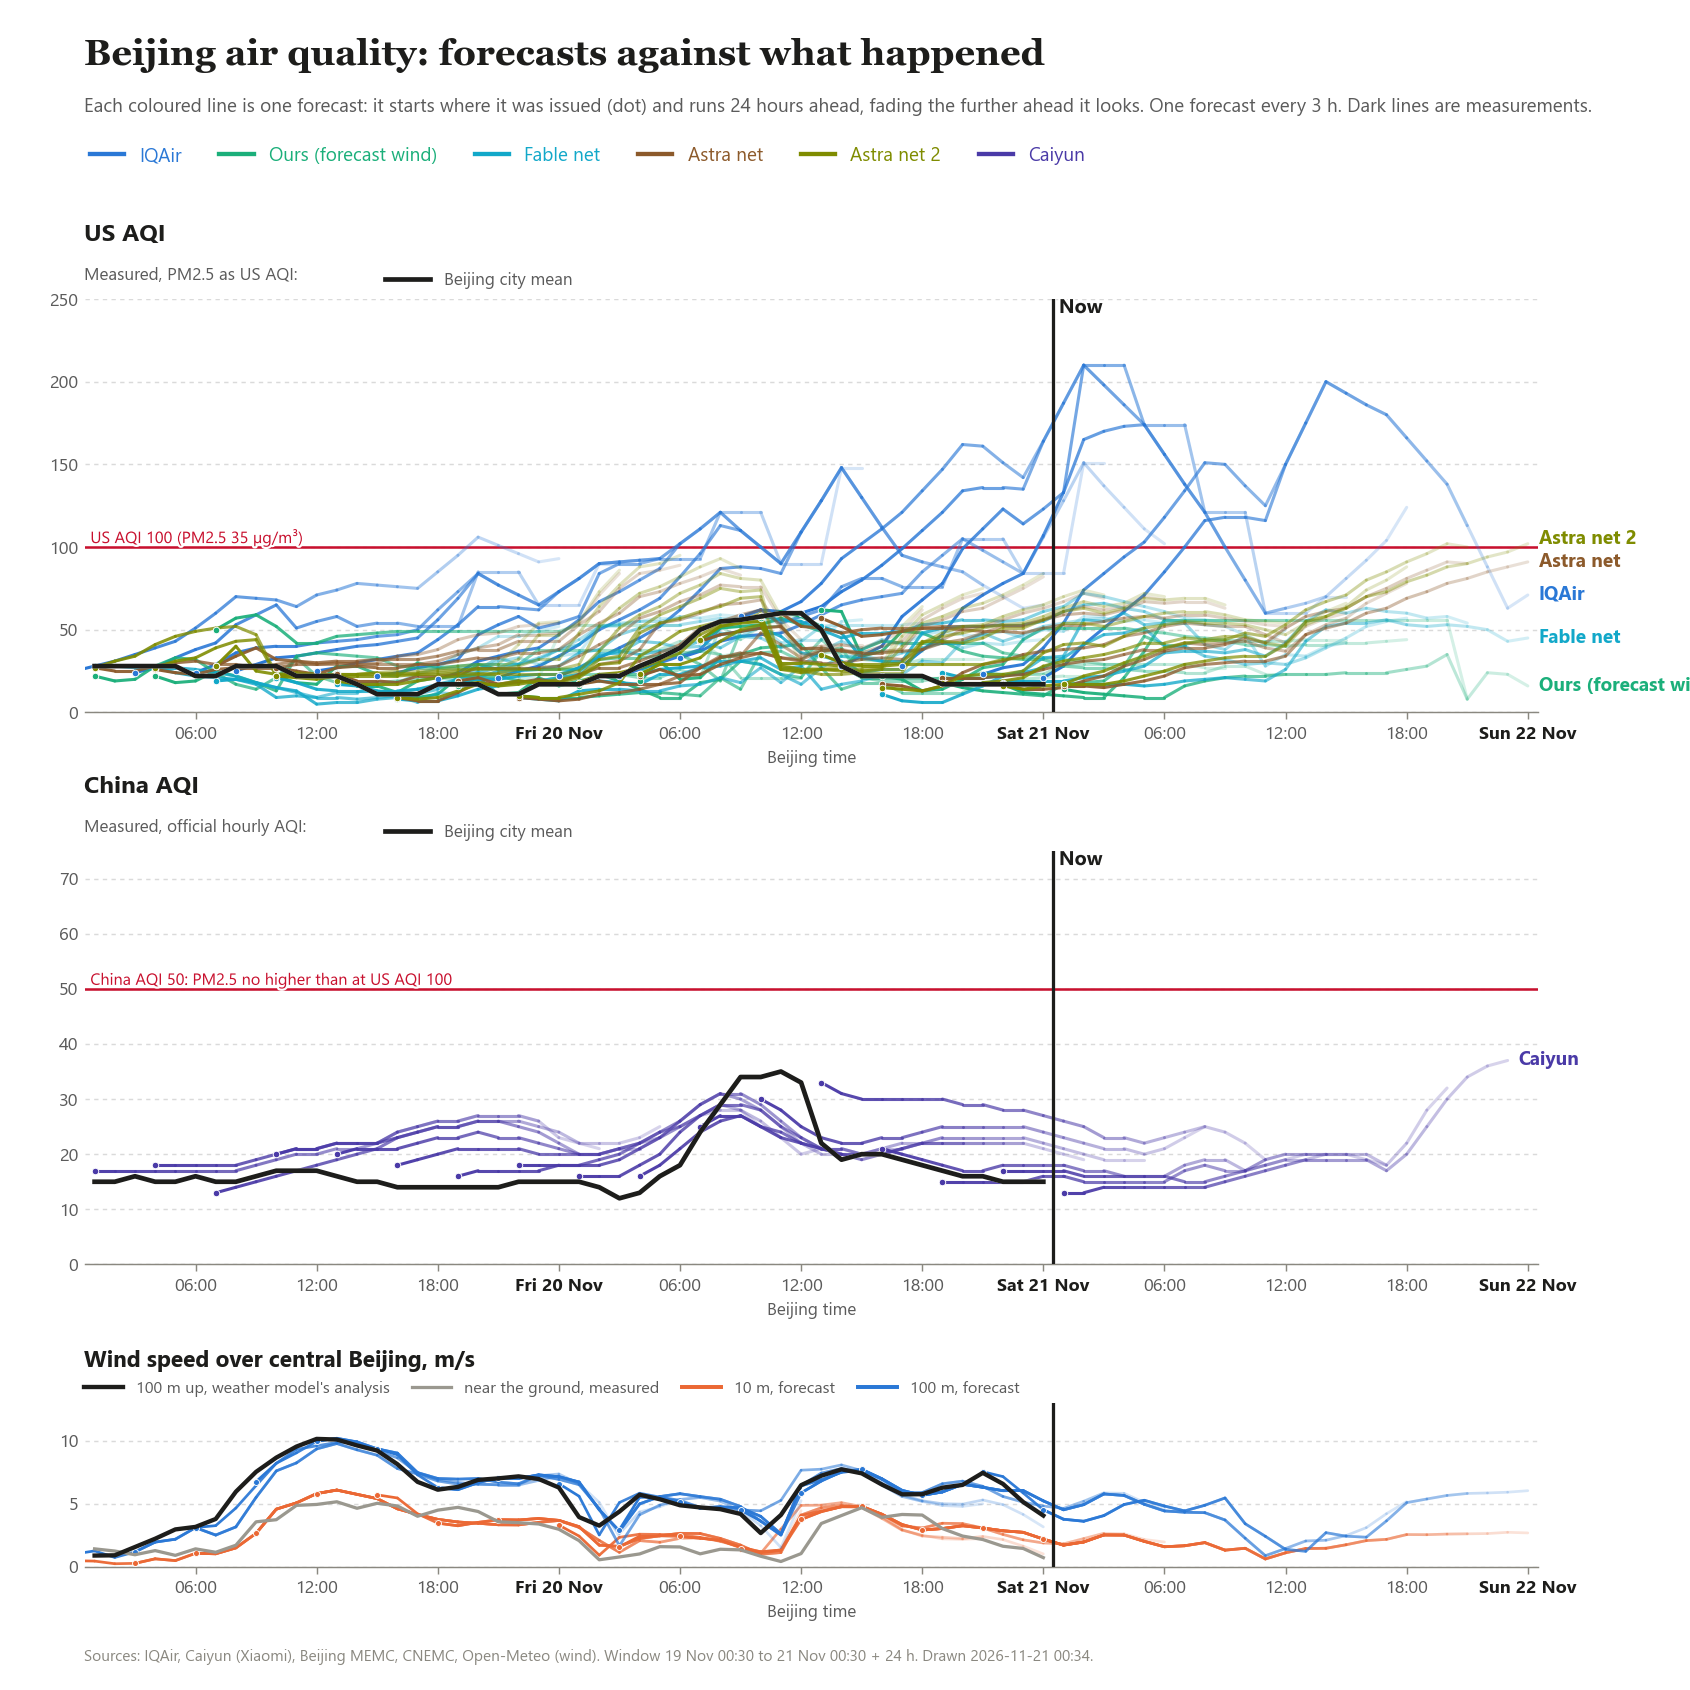 Beijing air quality: forecasts against what happened
Each coloured line is one forecast: it starts where it was issued (dot) and runs 24 hours ahead, fading the further ahead it looks. One forecast every 3 h. Dark lines are measurements.
IQAir Ours (forecast wind) Fable net Astra net Astra net 2 Caiyun
US AQI
Measured, PM2.5 as US AQI: Beijing city mean
250
Now
200
150
US AQI 100 (PM2.5 35 µg/m³)
100
Astra net 2
Astra net
IQAir
50
Fable net
Ours (forecast wi
0
06:00 12:00 18:00 Fri 20 Nov 06:00 12:00 18:00 Sat 21 Nov 06:00 12:00 18:00 Sun 22 Nov
Beijing time
China AQI
Measured, official hourly AQI: Beijing city mean
Now
70
60
China AQI 50: PM2.5 no higher than at US AQI 100
50
40
Caiyun
30
20
10
0
06:00 12:00 18:00 Fri 20 Nov 06:00 12:00 18:00 Sat 21 Nov 06:00 12:00 18:00 Sun 22 Nov
Beijing time
Wind speed over central Beijing, m/s
100 m up, weather model's analysis near the ground, measured 10 m, forecast 100 m, forecast
10
5
0
06:00 12:00 18:00 Fri 20 Nov 06:00 12:00 18:00 Sat 21 Nov 06:00 12:00 18:00 Sun 22 Nov
Beijing time
Sources: IQAir, Caiyun (Xiaomi), Beijing MEMC, CNEMC, Open-Meteo (wind). Window 19 Nov 00:30 to 21 Nov 00:30 + 24 h. Drawn 2026-11-21 00:34.